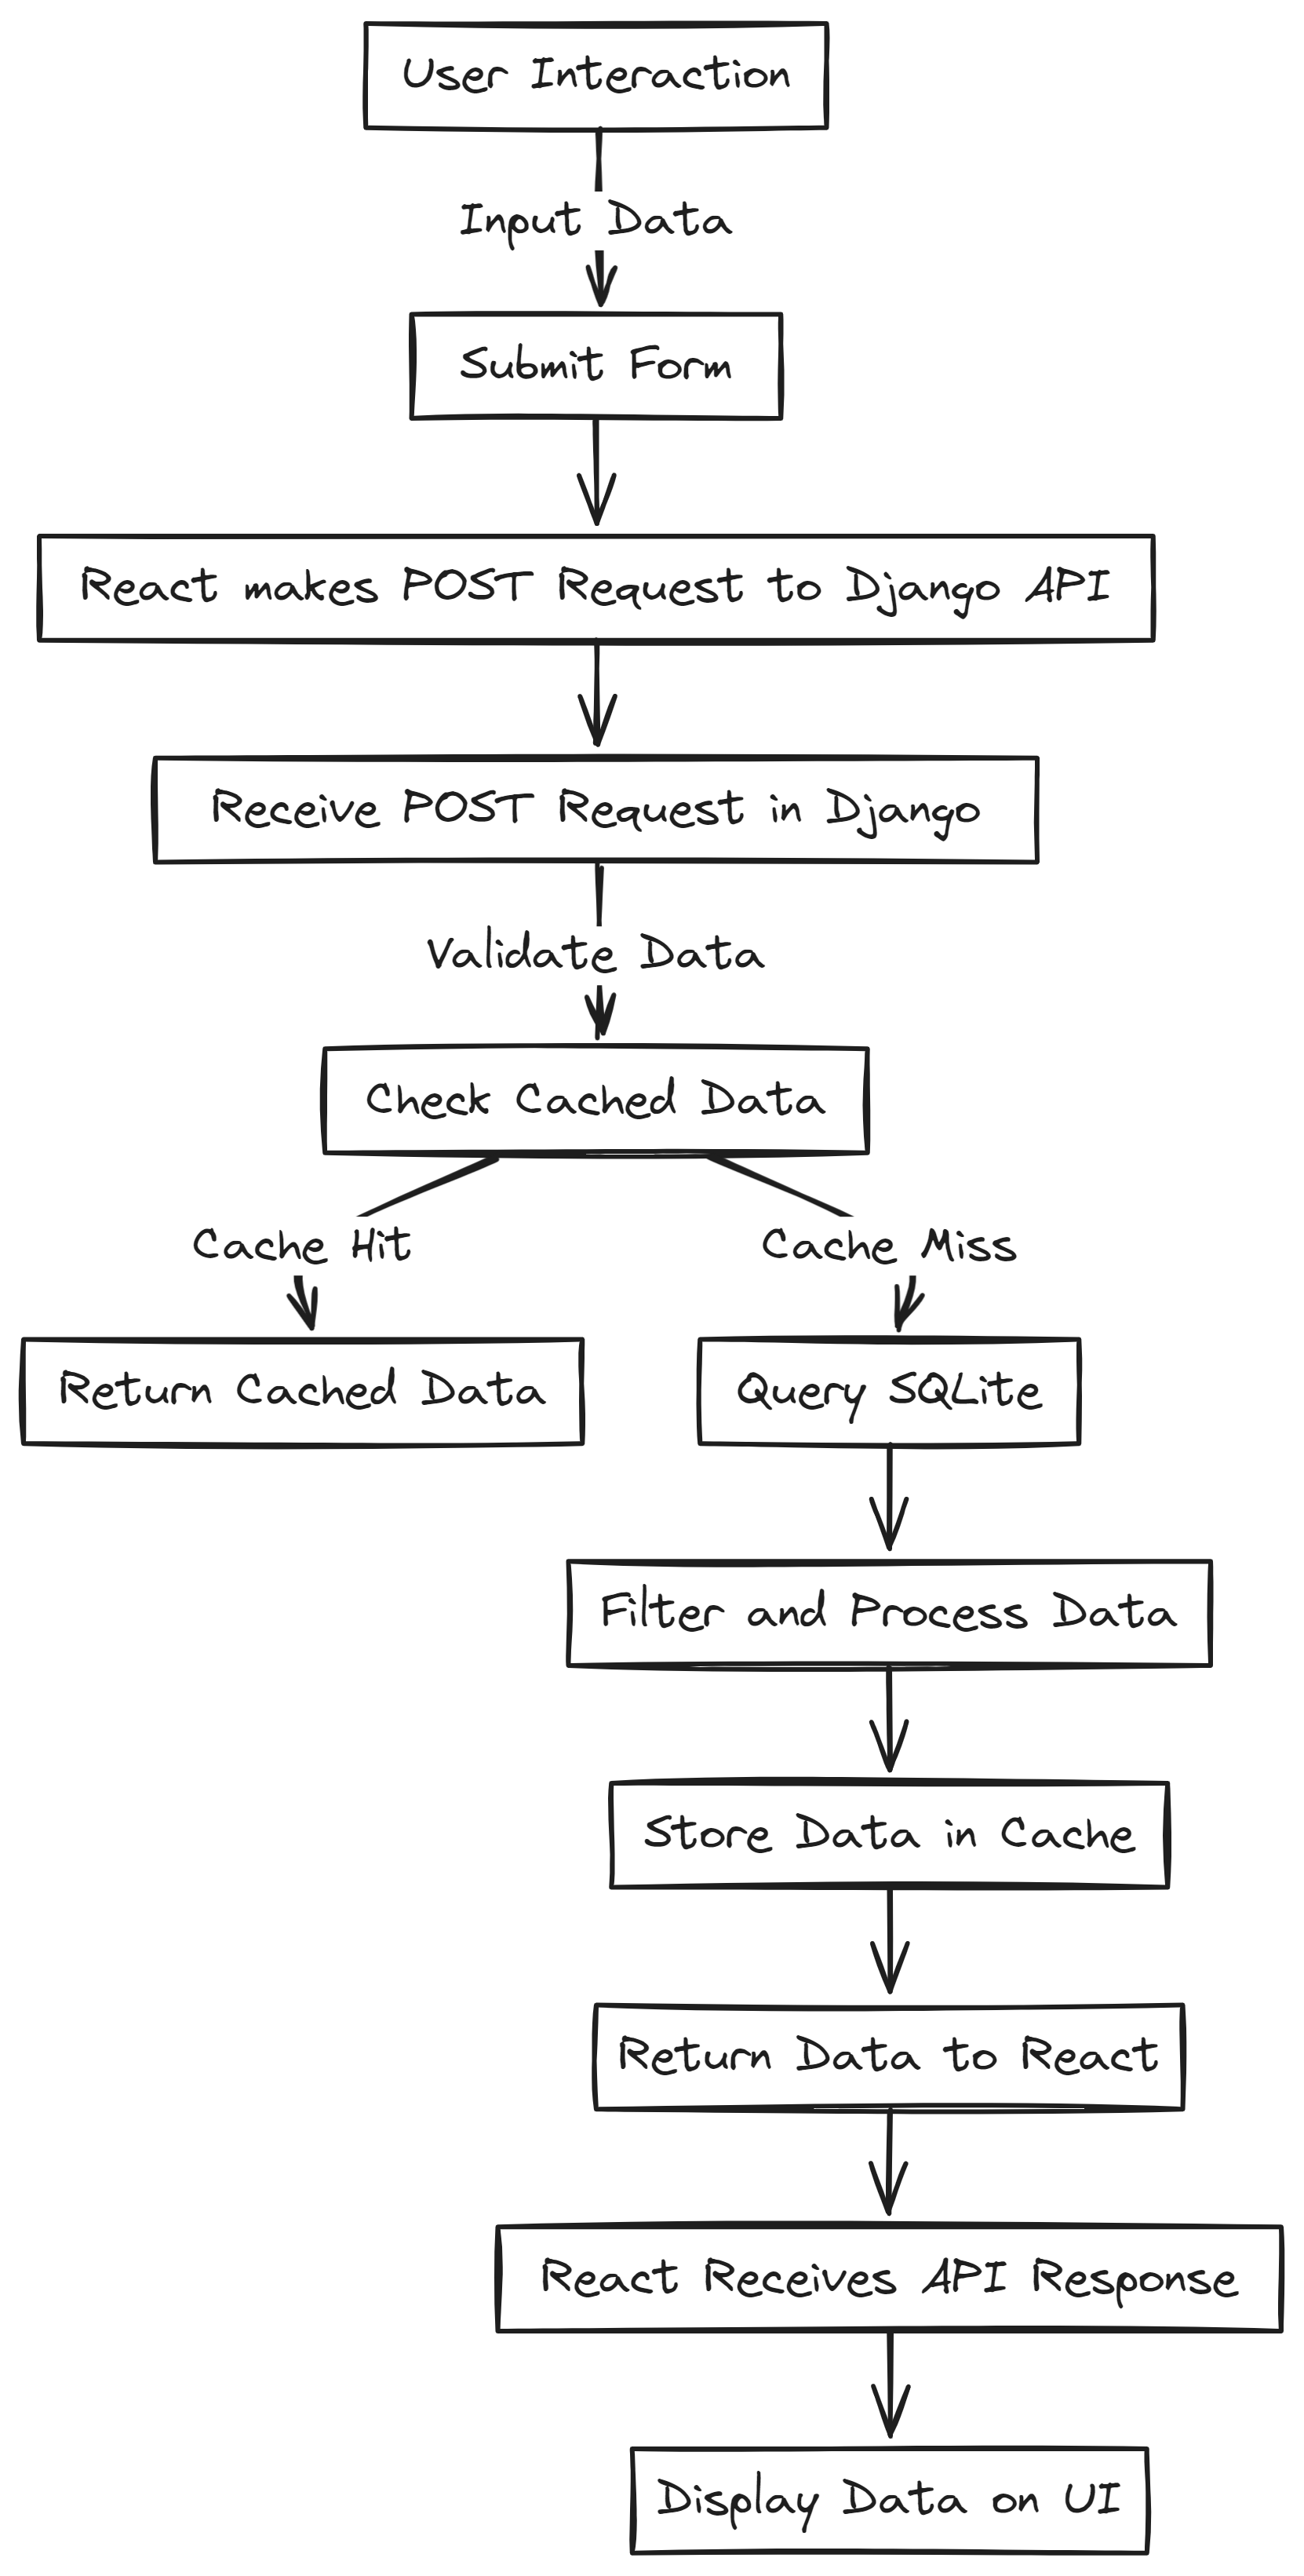 User Interaction
Input Data
Submit Form
React makes POST Request to Django API
Receive POST Request in Django
Validate Data
Check Cached Data
Cache Hit
Cache Miss
Return Cached Data
Query SQLite
Filter and Process Data
Store Data in Cache
Return Data to React
React Receives API Response
Display Data on UI